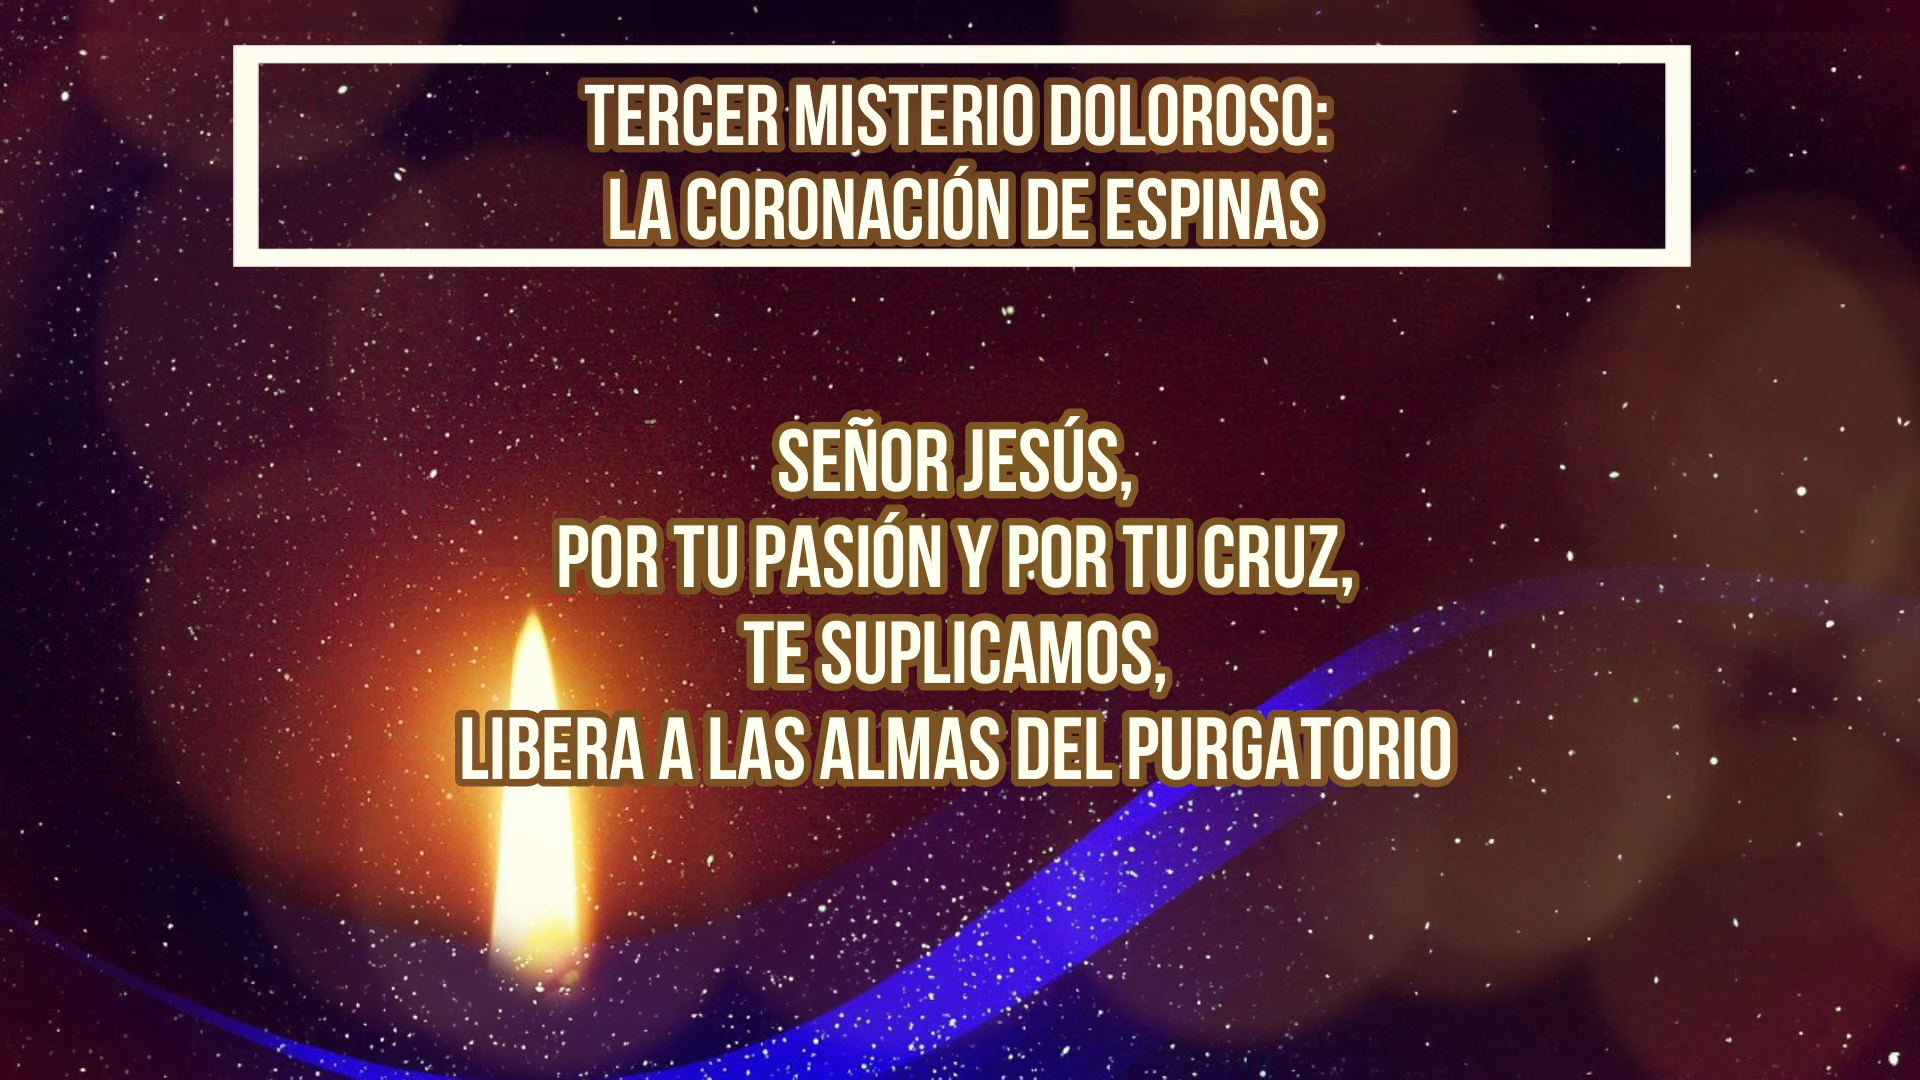 TERCER MISTERIO DOLOROSO:
LA CORONACIÓN DE ESPINAS
SEÑOR JESÚS,
POR TU PASIÓN Y POR TU CRUZ,
TE SUPLICAMOS,
LIBERA A LAS ALMAS DEL PURGATORIO